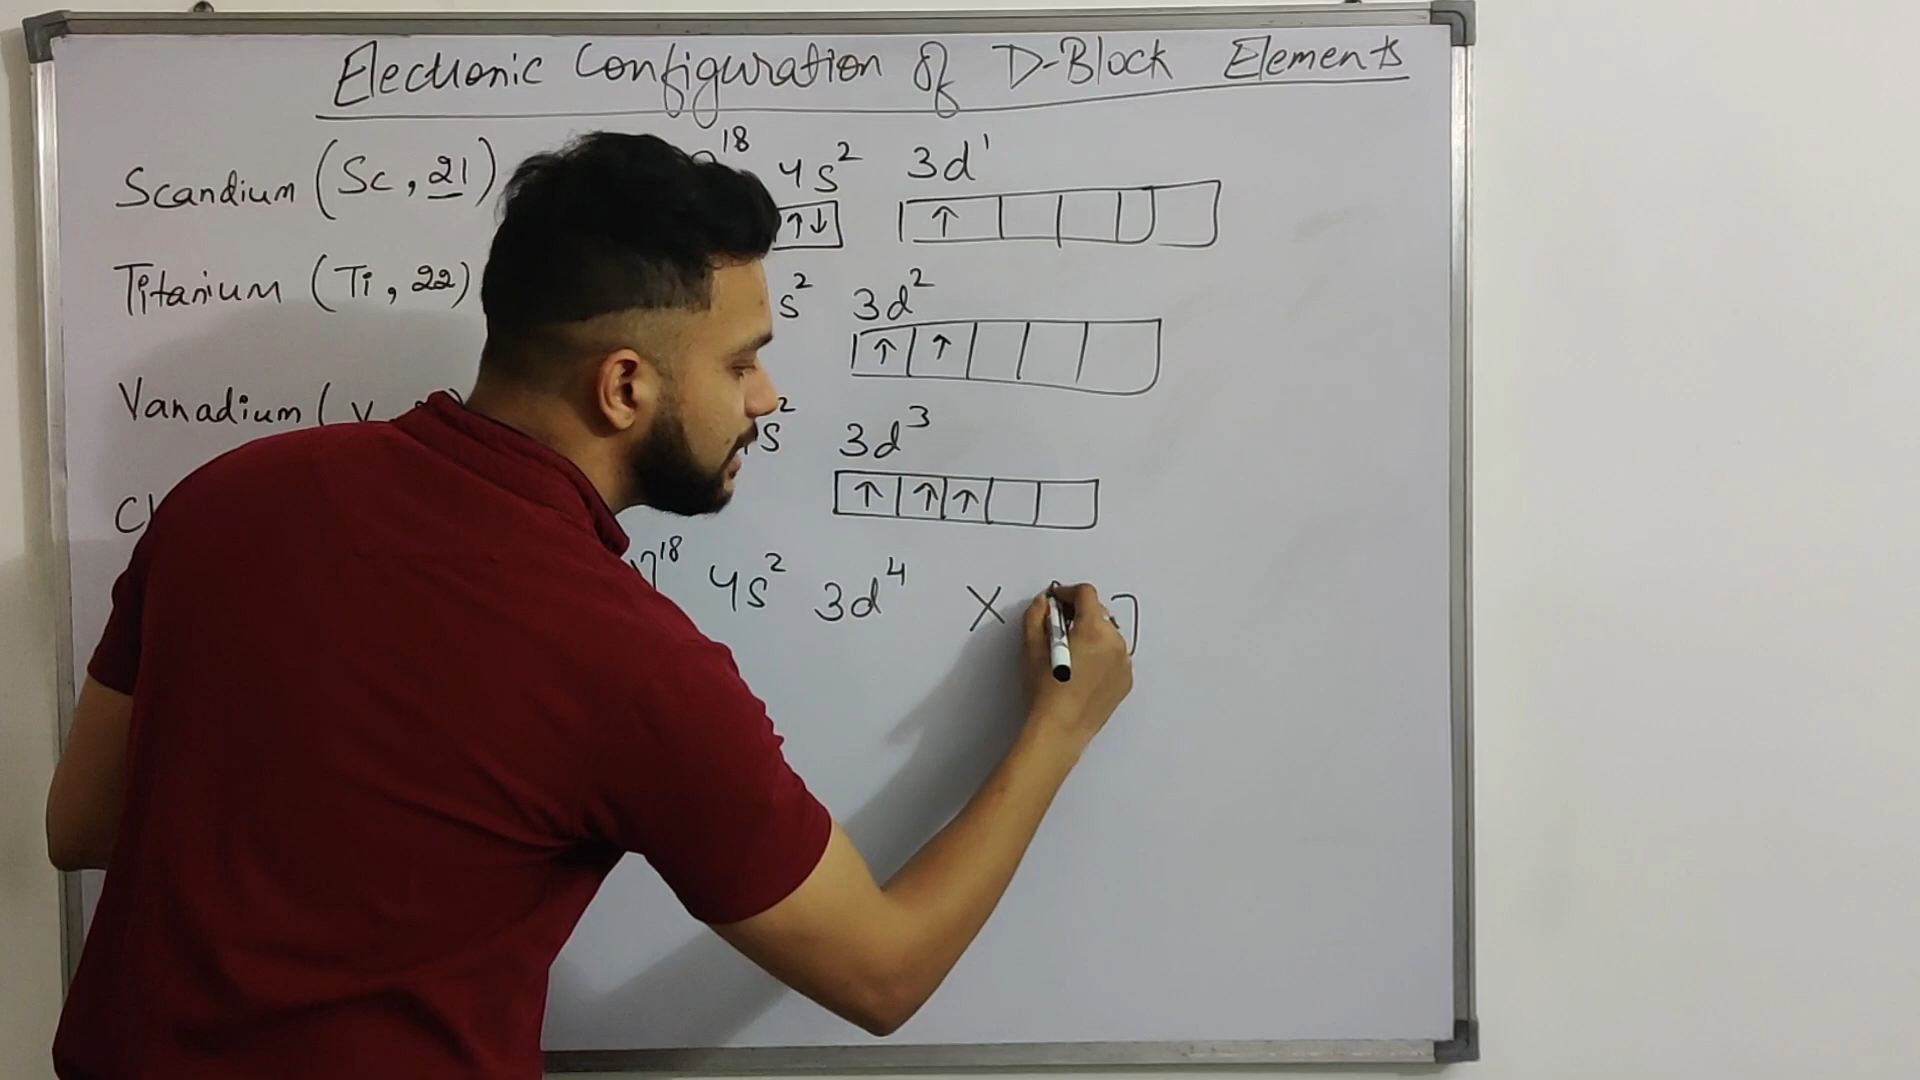 Electronic Configuration Of D-Block Elements
Scandium (Sc, 21) 18 4s² 3d¹
↑↓ ↑
Titanium (Ti, 22) s² 3d²
↑ ↑
Vanadium (V s² 3d³
↑ ↑ ↑
18 4s² 3d⁴ X